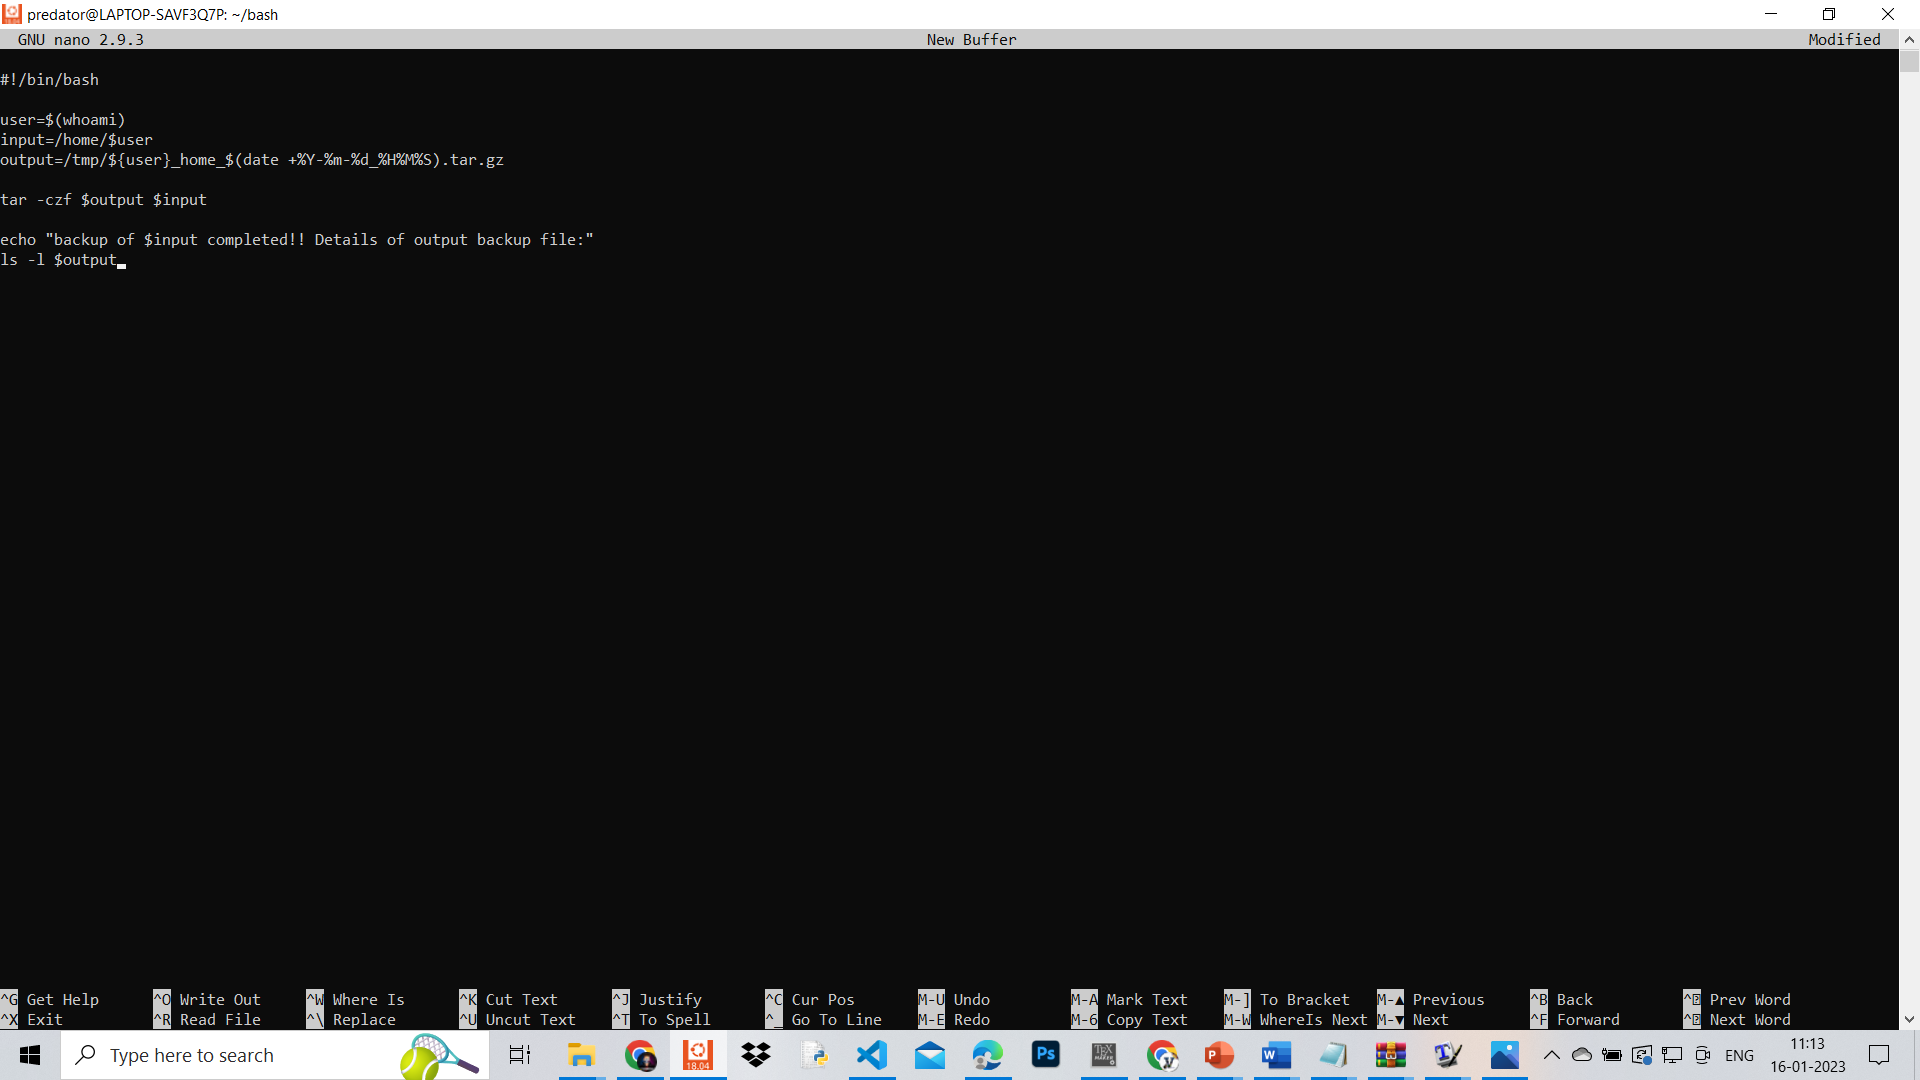 predator@LAPTOP-SAVF3Q7P: ~/bash
GNU nano 2.9.3 New Buffer Modified
#!/bin/bash
user=$(whoami)
input=/home/$user
output=/tmp/${user}_home_$(date +%Y-%m-%d_%H%M%S).tar.gz
tar -czf $output $input
echo "backup of $input completed!! Details of output backup file:"
ls -l $output
^G Get Help ^O Write Out ^W Where Is ^K Cut Text ^J Justify ^C Cur Pos M-U Undo M-A Mark Text M-] To Bracket M-▲ Previous ^B Back Prev Word
^X Exit ^R Read File ^\ Replace ^U Uncut Text ^T To Spell ^_ Go To Line M-E Redo M-6 Copy Text M-W WhereIs Next M-▼ Next ^F Forward Next Word
Type here to search
18.04
Ps
TEX
P
W
ENG
11:13
16-01-2023